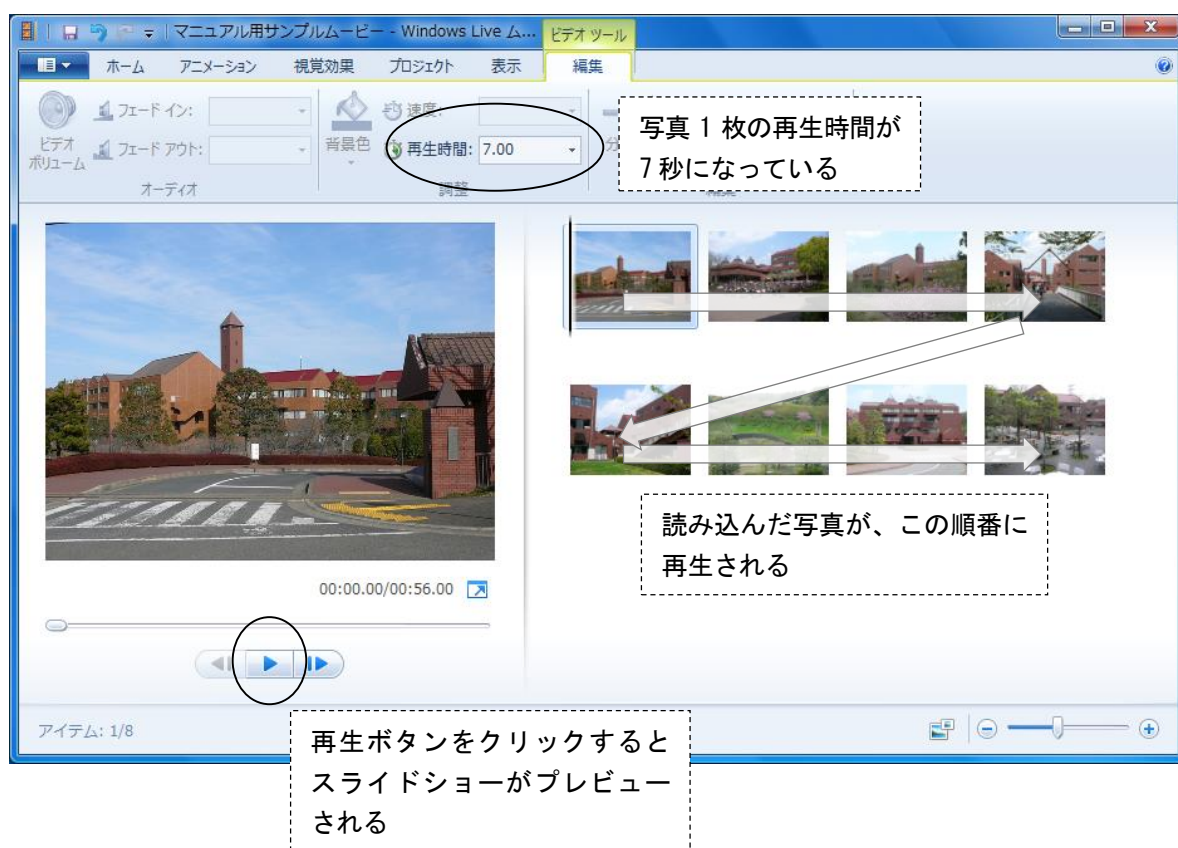 マニュアル用サンプルムービー - Windows Live ム...
ビデオ ツール
ホーム アニメーション 視覚効果 プロジェクト 表示 編集
フェード イン:
フェード アウト:
ビデオ
ボリューム
オーディオ
背景色
速度:
再生時間: 7.00
調整
分
編集
写真 1 枚の再生時間が
7 秒になっている
00:00.00/00:56.00
読み込んだ写真が、この順番に
再生される
アイテム: 1/8
再生ボタンをクリックすると
スライドショーがプレビュー
される